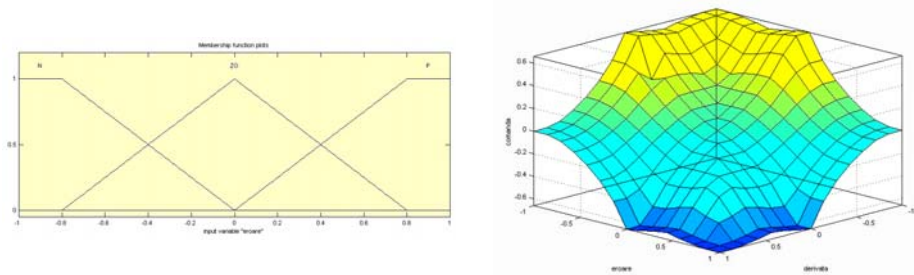 Membership function plots
N ZO P
1
0.5
0
-1 -0.8 -0.6 -0.4 -0.2 0 0.2 0.4 0.6 0.8 1
input variable "eroare"
0.6
0.4
0.2
0
-0.2
-0.4
-0.6
comanda
-1 -0.5 0 0.5 1
eroare
1 0.5 0 -0.5 -1
derivata